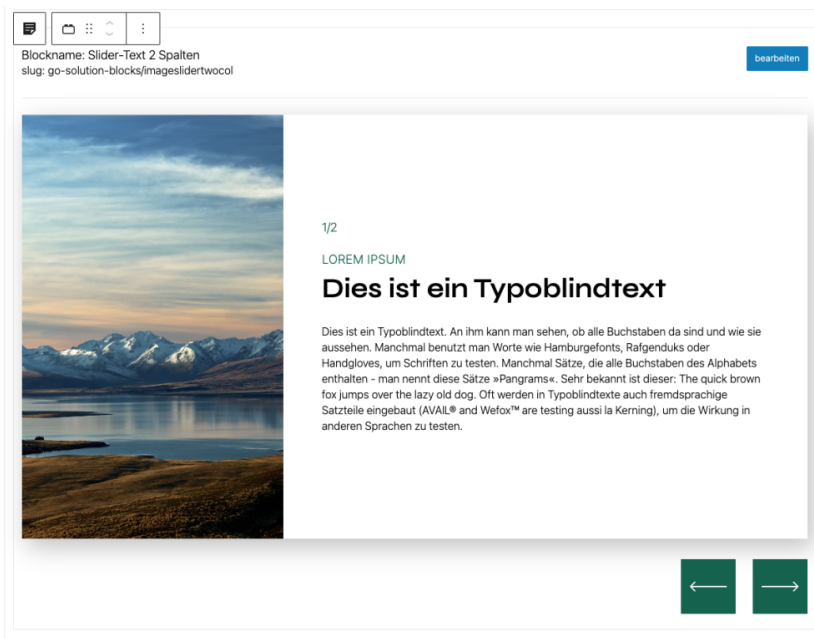 Blockname: Slider-Text 2 Spalten
slug: go-solution-blocks/imageslidertwocol
bearbeiten
1/2
LOREM IPSUM
Dies ist ein Typoblindtext
Dies ist ein Typoblindtext. An ihm kann man sehen, ob alle Buchstaben da sind und wie sie
aussehen. Manchmal benutzt man Worte wie Hamburgefonts, Rafgenduks oder
Handgloves, um Schriften zu testen. Manchmal Sätze, die alle Buchstaben des Alphabets
enthalten - man nennt diese Sätze »Pangrams«. Sehr bekannt ist dieser: The quick brown
fox jumps over the lazy old dog. Oft werden in Typoblindtexte auch fremdsprachige
Satzteile eingebaut (AVAIL® and Wefox™ are testing aussi la Kerning), um die Wirkung in
anderen Sprachen zu testen.